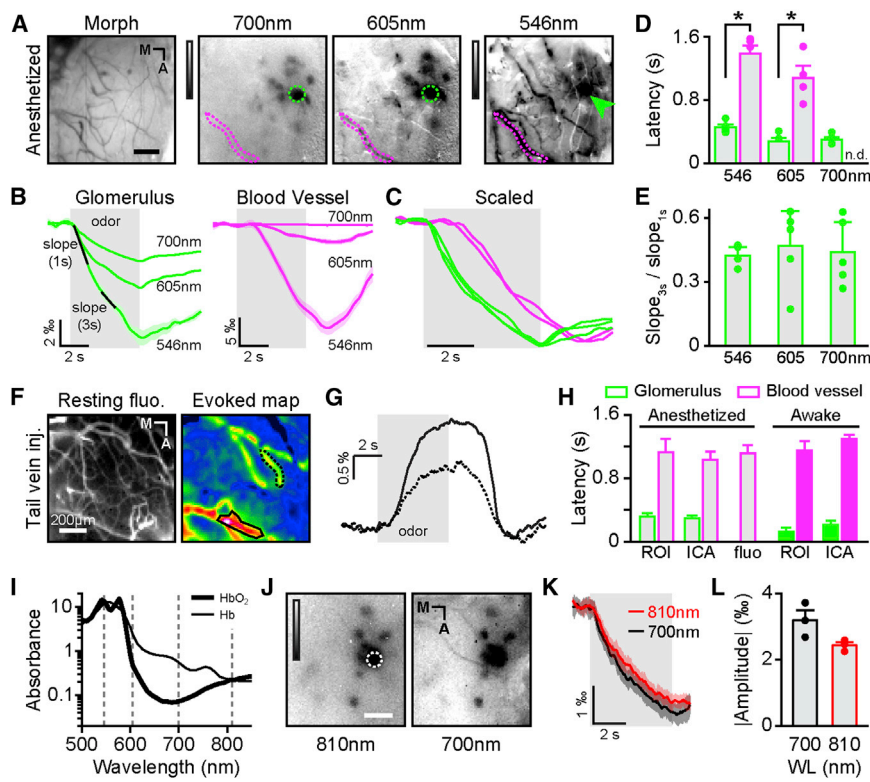 A
Morph
M
A
Anesthetized
700nm
605nm
546nm
D
Latency (s)
1.6
0.8
0
*
*
n.d.
546
605
700nm
B
Glomerulus
odor
slope
(1s)
slope
(3s)
700nm
605nm
546nm
2 ‰
2 s
Blood Vessel
700nm
605nm
546nm
5 ‰
2 s
C
Scaled
2 s
E
Slope3s / slope1s
0.6
0.3
0
546
605
700nm
F
Resting fluo.
M
A
Tail vein inj.
200µm
Evoked map
G
2 s
0.5 %
odor
H
Glomerulus
Blood vessel
Anesthetized
Awake
Latency (s)
1.6
1.2
0.6
0
ROI
ICA
fluo
ROI
ICA
I
HbO2
Hb
Absorbance
10
1
0.1
500
600
700
800
Wavelength (nm)
J
M
A
810nm
700nm
K
810nm
700nm
1 ‰
2 s
L
|Amplitude| (‰)
4
2
0
700
810
WL (nm)